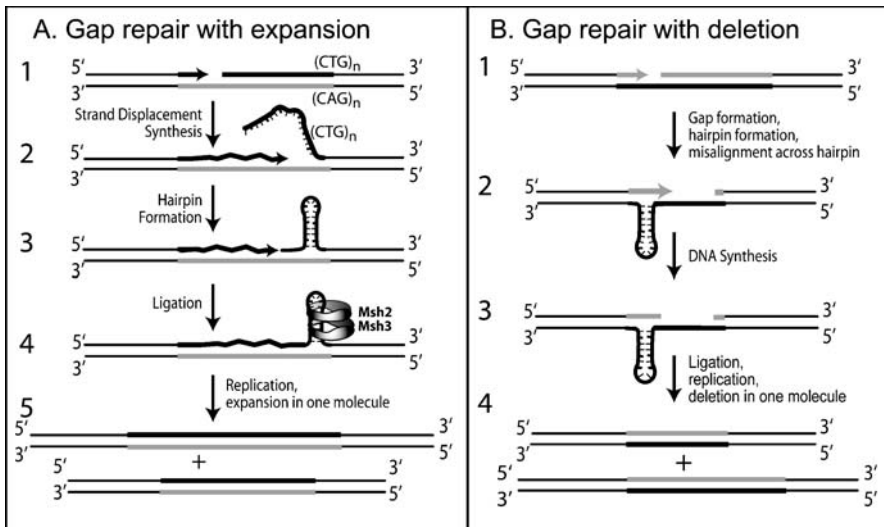 A. Gap repair with expansion
1
5′
3′
(CTG)n
3′
5′
(CAG)n
Strand Displacement
Synthesis
(CTG)n
2
5′
3′
3′
5′
Hairpin
Formation
3
5′
3′
3′
5′
Ligation
Msh2
Msh3
4
5′
3′
3′
5′
Replication,
expansion in one molecule
5
5′
3′
3′
5′
+
5′
3′
3′
5′
B. Gap repair with deletion
1
5′
3′
3′
5′
Gap formation,
hairpin formation,
misalignment across hairpin
2
5′
3′
3′
5′
DNA Synthesis
3
5′
3′
3′
5′
Ligation,
replication,
deletion in one molecule
4
5′
3′
3′
5′
+
5′
3′
3′
5′